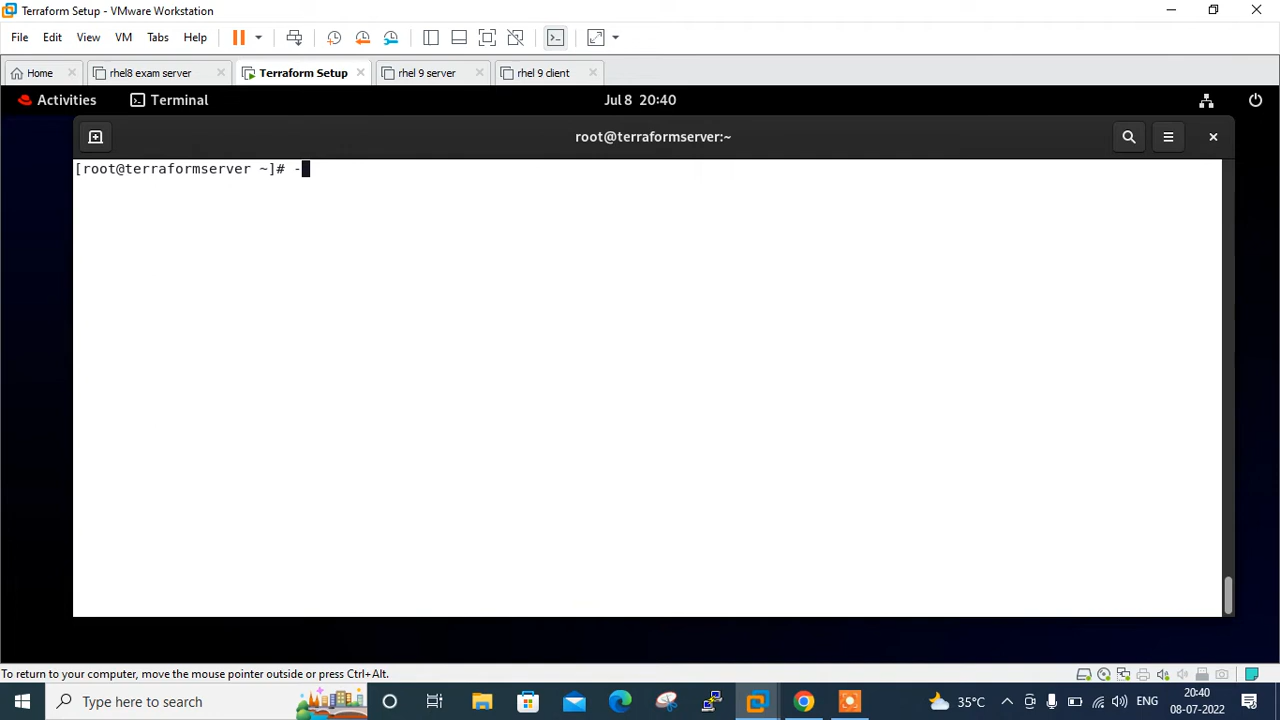 Terraform Setup - VMware Workstation
File Edit View VM Tabs Help
Home rhel8 exam server Terraform Setup rhel 9 server rhel 9 client
Activities Terminal Jul 8 20:40
root@terraformserver:~
[root@terraformserver ~]# -
To return to your computer, move the mouse pointer outside or press Ctrl+Alt.
Type here to search 35°C ENG 20:40
08-07-2022